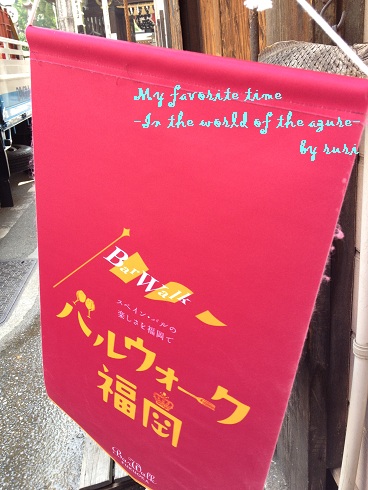 My favorite time
-In the world of the azure-
by ruri
BarWalk
スペイン・バルの
楽しさを福岡で
バルウォーク
福岡